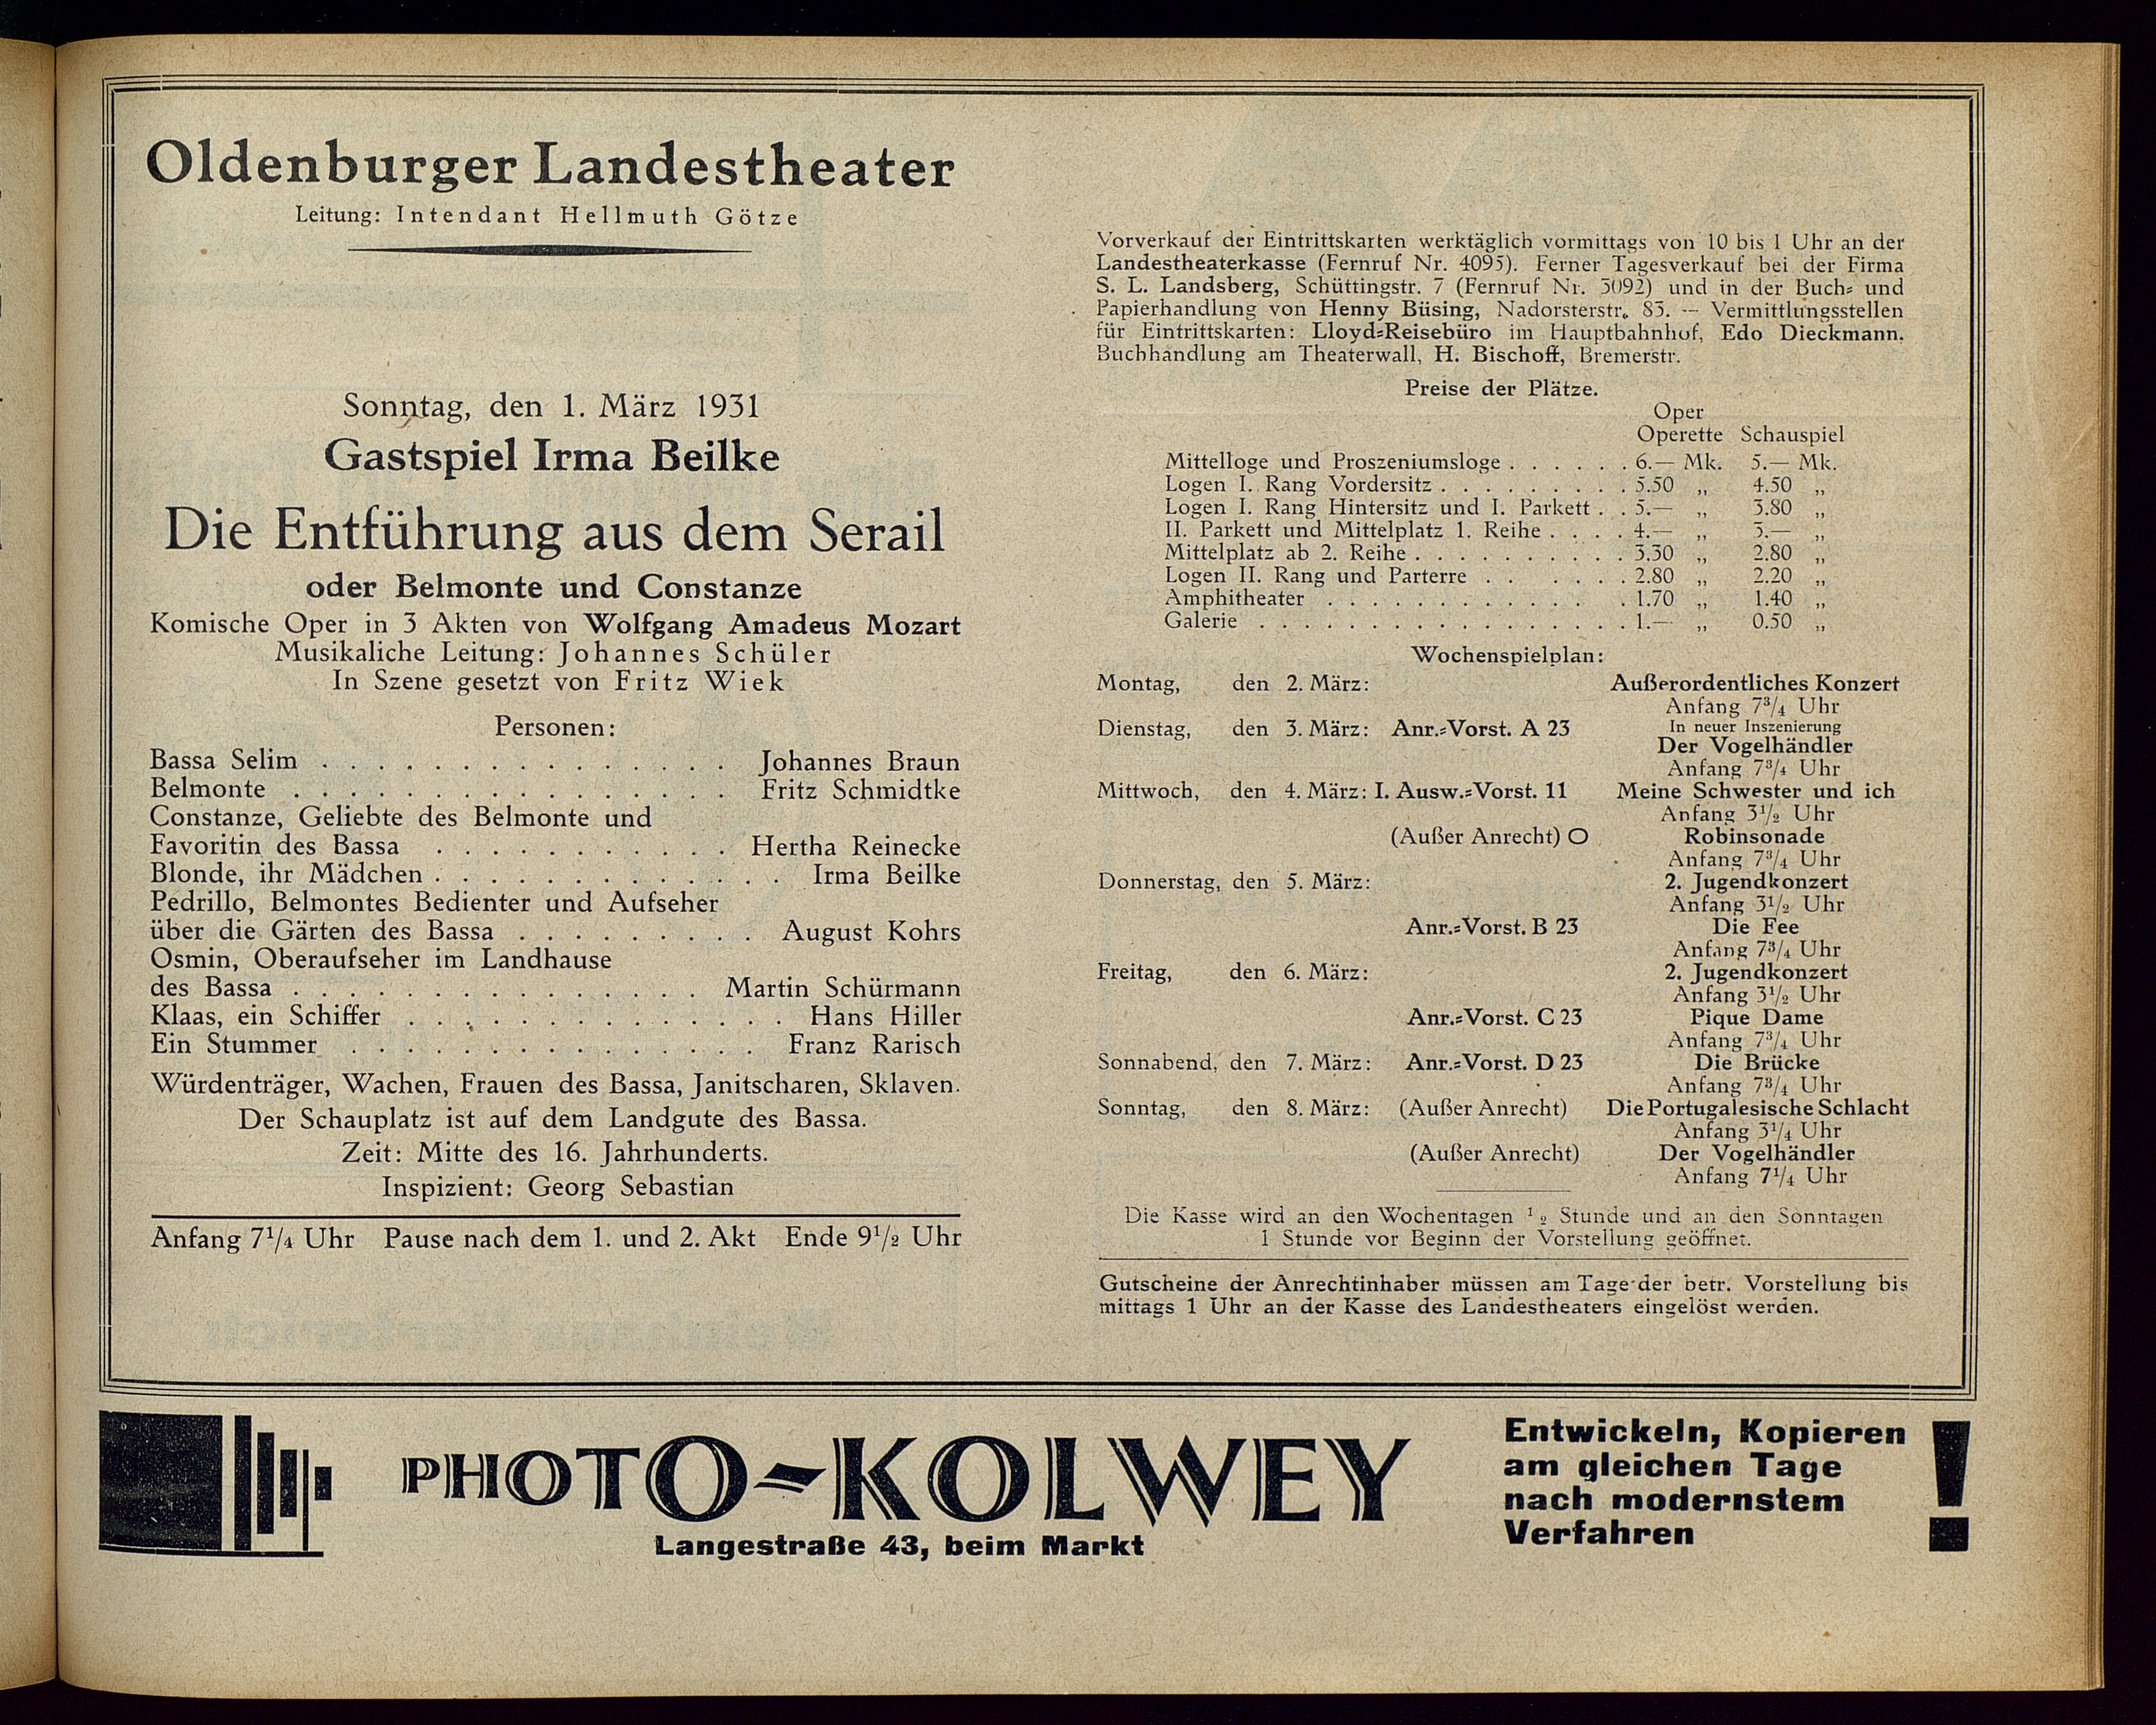 Oldenburger Landestheater
Leitung: Intendant Hellmuth Götze
Sonntag, den 1. März 1931
Gastspiel Irma Beilke
Die Entführung aus dem Serail
oder Belmonte und Constanze
Komische Oper in 3 Akten von Wolfgang Amadeus Mozart
Musikaliche Leitung: Johannes Schüler
In Szene gesetzt von Fritz Wiek
Personen:
Bassa Selim . . . . . . . . . . . . . . . Johannes Braun
Belmonte . . . . . . . . . . . . . . . . Fritz Schmidtke
Constanze, Geliebte des Belmonte und
Favoritin des Bassa . . . . . . . . . . . Hertha Reinecke
Blonde, ihr Mädchen . . . . . . . . . . . . . Irma Beilke
Pedrillo, Belmontes Bedienter und Aufseher
über die Gärten des Bassa . . . . . . . . . August Kohrs
Osmin, Oberaufseher im Landhause
des Bassa . . . . . . . . . . . . . . . Martin Schürmann
Klaas, ein Schiffer . . . . . . . . . . . . . . Hans Hiller
Ein Stummer . . . . . . . . . . . . . . . Franz Rarisch
Würdenträger, Wachen, Frauen des Bassa, Janitscharen, Sklaven.
Der Schauplatz ist auf dem Landgute des Bassa.
Zeit: Mitte des 16. Jahrhunderts.
Inspizient: Georg Sebastian
Anfang 7¹/₄ Uhr Pause nach dem 1. und 2. Akt Ende 9¹/₂ Uhr
Vorverkauf der Eintrittskarten werktäglich vormittags von 10 bis 1 Uhr an der
Landestheaterkasse (Fernruf Nr. 4095). Ferner Tagesverkauf bei der Firma
S. L. Landsberg, Schüttingstr. 7 (Fernruf Nr. 3092) und in der Buch- und
Papierhandlung von Henny Büsing, Nadorsterstr. 83. — Vermittlungsstellen
für Eintrittskarten: Lloyd-Reisebüro im Hauptbahnhof, Edo Dieckmann.
Buchhandlung am Theaterwall, H. Bischoff, Bremerstr.
Preise der Plätze.
Oper
Operette Schauspiel
Mittelloge und Proszeniumsloge . . . . . . 6.— Mk. 5.— Mk.
Logen I. Rang Vordersitz . . . . . . . . . 5.50 „ 4.50 „
Logen I. Rang Hintersitz und I. Parkett . . 5.— „ 3.80 „
II. Parkett und Mittelplatz 1. Reihe . . . . 4.— „ 3.— „
Mittelplatz ab 2. Reihe . . . . . . . . . . 3.30 „ 2.80 „
Logen II. Rang und Parterre . . . . . . 2.80 „ 2.20 „
Amphitheater . . . . . . . . . . . . . 1.70 „ 1.40 „
Galerie . . . . . . . . . . . . . . . . . 1.— „ 0.50 „
Wochenspielplan:
Montag, den 2. März: Außerordentliches Konzert
Anfang 7³/₄ Uhr
Dienstag, den 3. März: Anr.-Vorst. A 23 In neuer Inszenierung
Der Vogelhändler
Anfang 7³/₄ Uhr
Mittwoch, den 4. März: I. Ausw.-Vorst. 11 Meine Schwester und ich
Anfang 3¹/₂ Uhr
(Außer Anrecht) O Robinsonade
Anfang 7³/₄ Uhr
Donnerstag, den 5. März: 2. Jugendkonzert
Anfang 3¹/₂ Uhr
Anr.-Vorst. B 23 Die Fee
Anfang 7³/₄ Uhr
Freitag, den 6. März: 2. Jugendkonzert
Anfang 3¹/₂ Uhr
Anr.-Vorst. C 23 Pique Dame
Anfang 7³/₄ Uhr
Sonnabend, den 7. März: Anr.-Vorst. D 23 Die Brücke
Anfang 7³/₄ Uhr
Sonntag, den 8. März: (Außer Anrecht) Die Portugalesische Schlacht
Anfang 3¹/₄ Uhr
(Außer Anrecht) Der Vogelhändler
Anfang 7¹/₄ Uhr
Die Kasse wird an den Wochentagen ¹/₂ Stunde und an den Sonntagen
1 Stunde vor Beginn der Vorstellung geöffnet.
Gutscheine der Anrechtinhaber müssen am Tage der betr. Vorstellung bis
mittags 1 Uhr an der Kasse des Landestheaters eingelöst werden.
PHOTO-KOLWEY
Langestraße 43, beim Markt
Entwickeln, Kopieren
am gleichen Tage
nach modernstem
Verfahren !